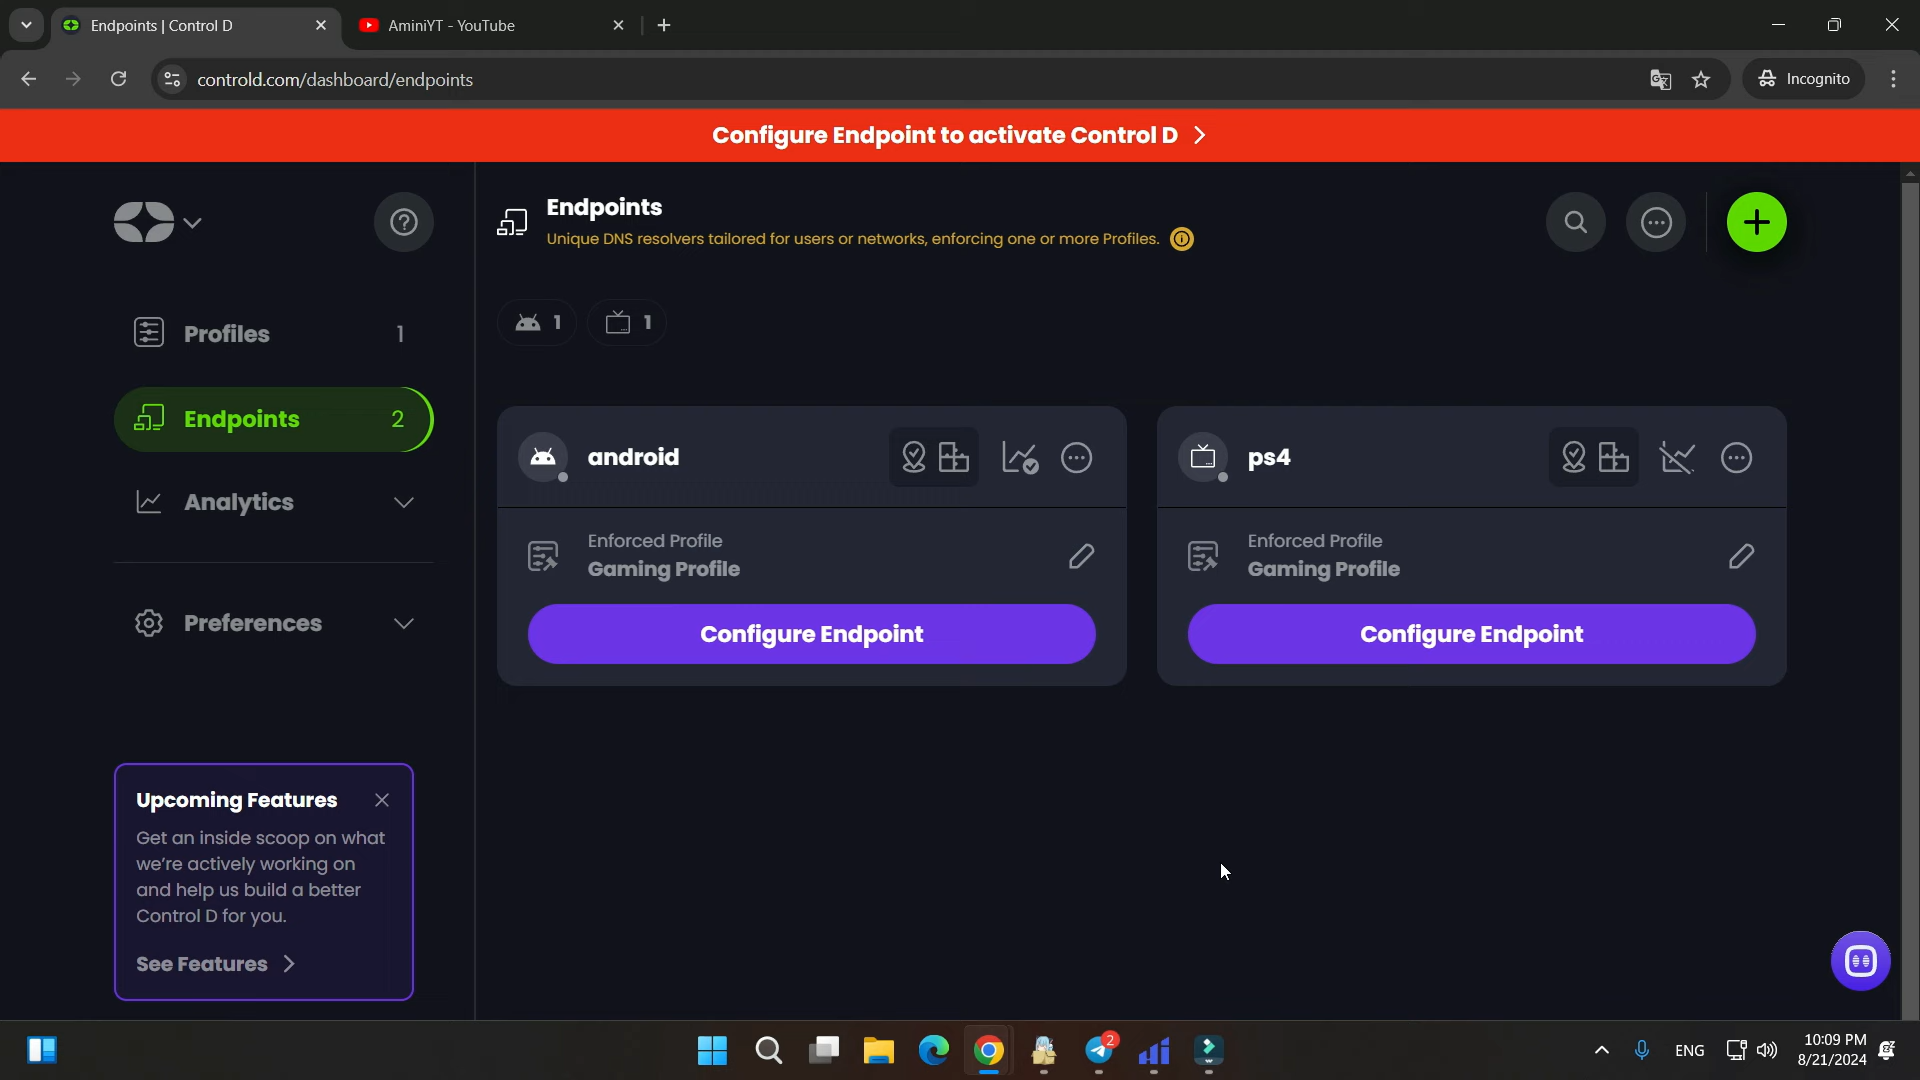 Endpoints | Control D
AminiYT - YouTube
controld.com/dashboard/endpoints
Incognito
Configure Endpoint to activate Control D
Endpoints
Unique DNS resolvers tailored for users or networks, enforcing one or more Profiles.
Profiles 1
Endpoints 2
Analytics
Preferences
1
1
android
Enforced Profile
Gaming Profile
Configure Endpoint
ps4
Enforced Profile
Gaming Profile
Configure Endpoint
Upcoming Features
Get an inside scoop on what
we're actively working on
and help us build a better
Control D for you.
See Features
2
ENG
10:09 PM
8/21/2024